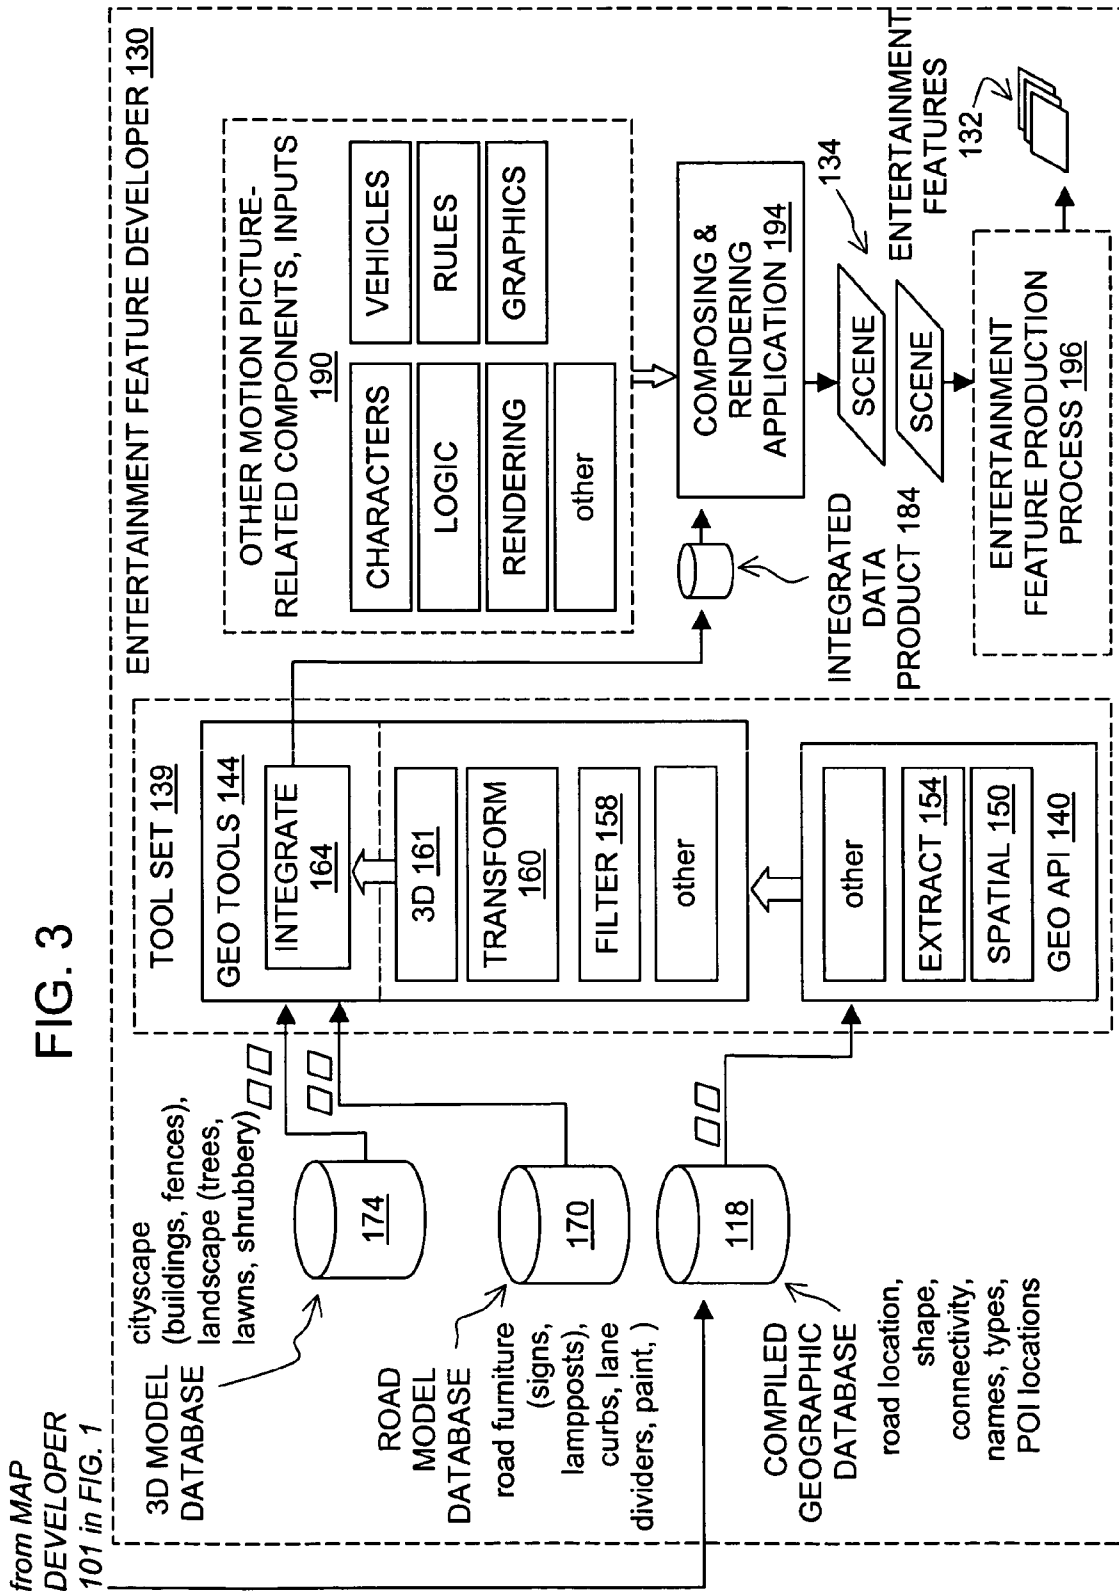 FIG. 3
from MAP
DEVELOPER
101 in FIG. 1
ENTERTAINMENT FEATURE DEVELOPER 130
3D MODEL
DATABASE
cityscape
(buildings, fences),
landscape (trees,
lawns, shrubbery)
174
ROAD
MODEL
DATABASE
road furniture
(signs,
lampposts),
curbs, lane
dividers, paint, )
170
COMPILED
GEOGRAPHIC
DATABASE
road location,
shape,
connectivity,
names, types,
POI locations
118
TOOL SET 139
GEO TOOLS 144
INTEGRATE
164
3D 161
TRANSFORM
160
FILTER 158
other
other
EXTRACT 154
SPATIAL 150
GEO API 140
OTHER MOTION PICTURE-
RELATED COMPONENTS, INPUTS
190
CHARACTERS
VEHICLES
LOGIC
RULES
RENDERING
GRAPHICS
other
INTEGRATED
DATA
PRODUCT 184
COMPOSING &
RENDERING
APPLICATION 194
SCENE
SCENE
134
ENTERTAINMENT
FEATURE PRODUCTION
PROCESS 196
ENTERTAINMENT
FEATURES
132